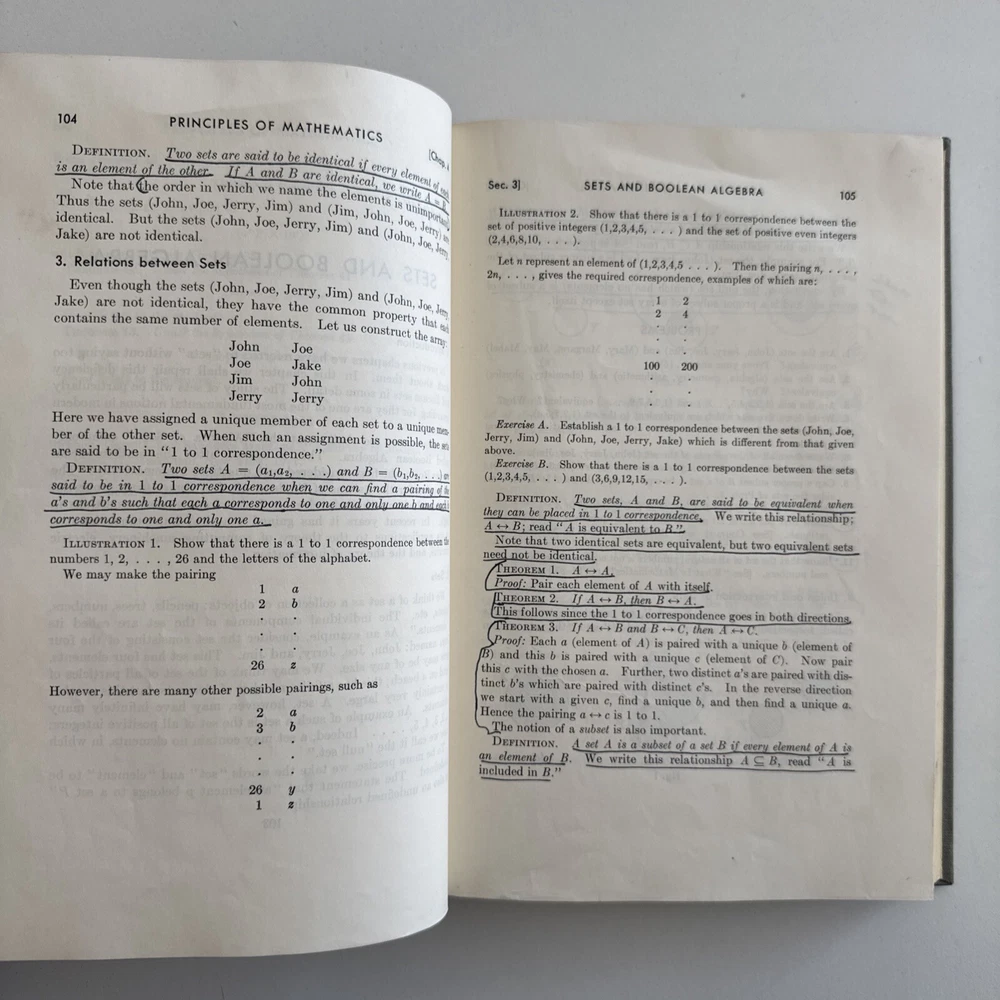 104
PRINCIPLES OF MATHEMATICS
[Chap. 4
DEFINITION. Two sets are said to be identical if every element of each
is an element of the other. If A and B are identical, we write A = B.
Note that the order in which we name the elements is unimportant.
Thus the sets (John, Joe, Jerry, Jim) and (Jim, John, Joe, Jerry) are
identical. But the sets (John, Joe, Jerry, Jim) and (John, Joe, Jerry,
Jake) are not identical.
3. Relations between Sets
Even though the sets (John, Joe, Jerry, Jim) and (John, Joe, Jerry,
Jake) are not identical, they have the common property that each
contains the same number of elements. Let us construct the array:
John Joe
Joe Jake
Jim John
Jerry Jerry
Here we have assigned a unique member of each set to a unique mem-
ber of the other set. When such an assignment is possible, the sets
are said to be in "1 to 1 correspondence."
DEFINITION. Two sets A = (a₁,a₂, . . .) and B = (b₁,b₂, . . .) are
said to be in 1 to 1 correspondence when we can find a pairing of the
a's and b's such that each a corresponds to one and only one b and each b
corresponds to one and only one a.
ILLUSTRATION 1. Show that there is a 1 to 1 correspondence between the
numbers 1, 2, . . . , 26 and the letters of the alphabet.
We may make the pairing
1 a
2 b
. .
. .
. .
26 z
However, there are many other possible pairings, such as
2 a
3 b
. .
. .
. .
26 y
1 z
Sec. 3]
SETS AND BOOLEAN ALGEBRA
105
ILLUSTRATION 2. Show that there is a 1 to 1 correspondence between the
set of positive integers (1,2,3,4,5, . . . ) and the set of positive even integers
(2,4,6,8,10, . . . ).
Let n represent an element of (1,2,3,4,5 . . . ). Then the pairing n, . . . ,
2n, . . . , gives the required correspondence, examples of which are:
1 2
2 4
. .
. .
. .
100 200
. .
. .
. .
Exercise A. Establish a 1 to 1 correspondence between the sets (John, Joe,
Jerry, Jim) and (John, Joe, Jerry, Jake) which is different from that given
above.
Exercise B. Show that there is a 1 to 1 correspondence between the sets
(1,2,3,4,5, . . . ) and (3,6,9,12,15, . . . ).
DEFINITION. Two sets, A and B, are said to be equivalent when
they can be placed in 1 to 1 correspondence. We write this relationship;
A ↔ B; read "A is equivalent to B."
Note that two identical sets are equivalent, but two equivalent sets
need not be identical.
THEOREM 1. A ↔ A.
Proof: Pair each element of A with itself.
THEOREM 2. If A ↔ B, then B ↔ A.
This follows since the 1 to 1 correspondence goes in both directions.
THEOREM 3. If A ↔ B and B ↔ C, then A ↔ C.
Proof: Each a (element of A) is paired with a unique b (element of
B) and this b is paired with a unique c (element of C). Now pair
this c with the chosen a. Further, two distinct a's are paired with dis-
tinct b's which are paired with distinct c's. In the reverse direction
we start with a given c, find a unique b, and then find a unique a.
Hence the pairing a ↔ c is 1 to 1.
The notion of a subset is also important.
DEFINITION. A set A is a subset of a set B if every element of A is
an element of B. We write this relationship A ⊆ B, read "A is
included in B."